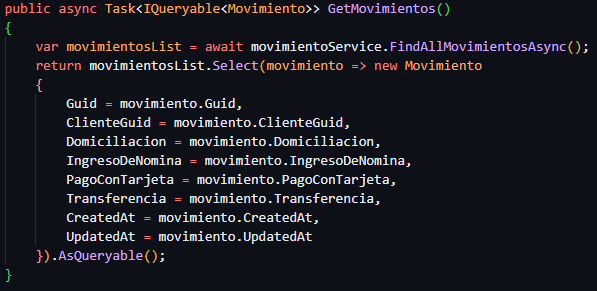 public async Task<IQueryable<Movimiento>> GetMovimientos()
{
    var movimientosList = await movimientoService.FindAllMovimientosAsync();
    return movimientosList.Select(movimiento => new Movimiento
    {
        Guid = movimiento.Guid,
        ClienteGuid = movimiento.ClienteGuid,
        Domiciliacion = movimiento.Domiciliacion,
        IngresoDeNomina = movimiento.IngresoDeNomina,
        PagoConTarjeta = movimiento.PagoConTarjeta,
        Transferencia = movimiento.Transferencia,
        CreatedAt = movimiento.CreatedAt,
        UpdatedAt = movimiento.UpdatedAt
    }).AsQueryable();
}